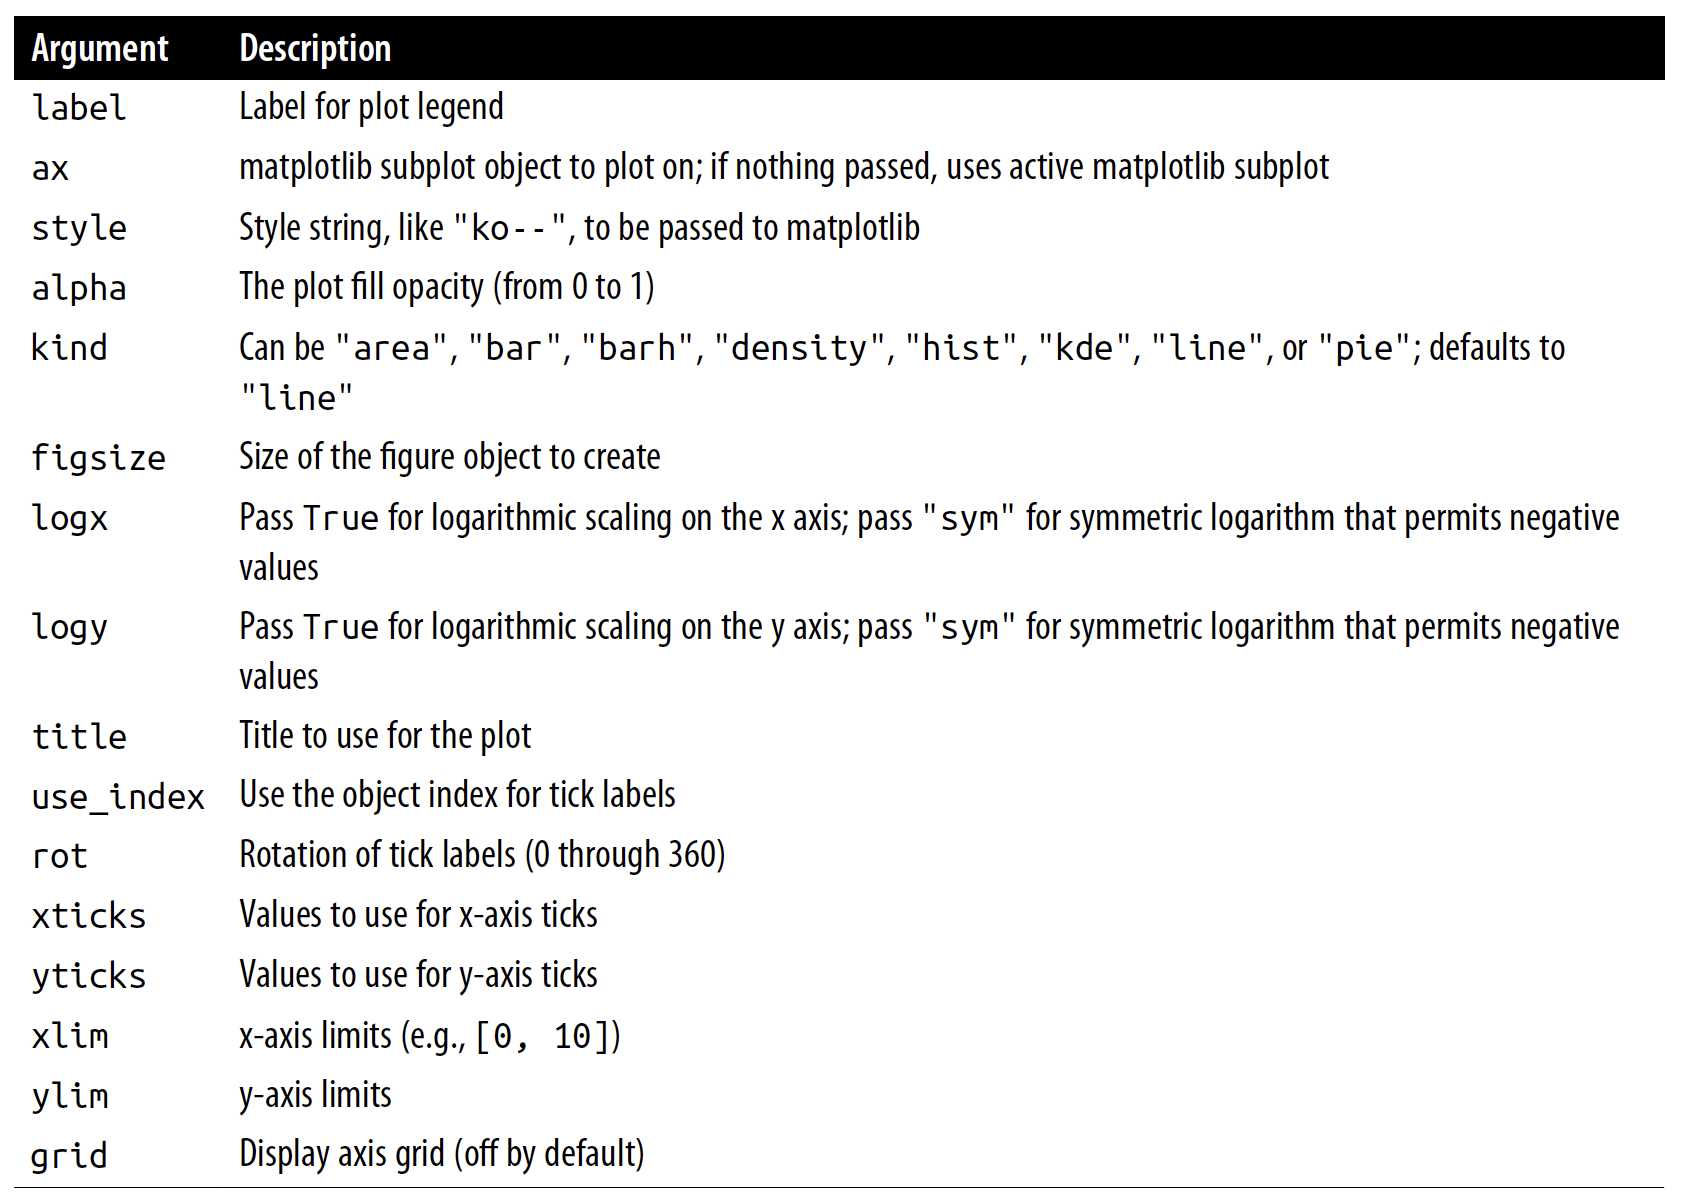 Argument Description
label Label for plot legend
ax matplotlib subplot object to plot on; if nothing passed, uses active matplotlib subplot
style Style string, like "ko--", to be passed to matplotlib
alpha The plot fill opacity (from 0 to 1)
kind Can be "area", "bar", "barh", "density", "hist", "kde", "line", or "pie"; defaults to
"line"
figsize Size of the figure object to create
logx Pass True for logarithmic scaling on the x axis; pass "sym" for symmetric logarithm that permits negative
values
logy Pass True for logarithmic scaling on the y axis; pass "sym" for symmetric logarithm that permits negative
values
title Title to use for the plot
use_index Use the object index for tick labels
rot Rotation of tick labels (0 through 360)
xticks Values to use for x-axis ticks
yticks Values to use for y-axis ticks
xlim x-axis limits (e.g., [0, 10])
ylim y-axis limits
grid Display axis grid (off by default)